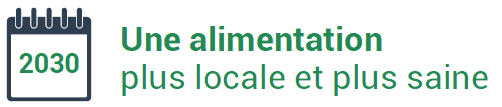 2030
Une alimentation
plus locale et plus saine